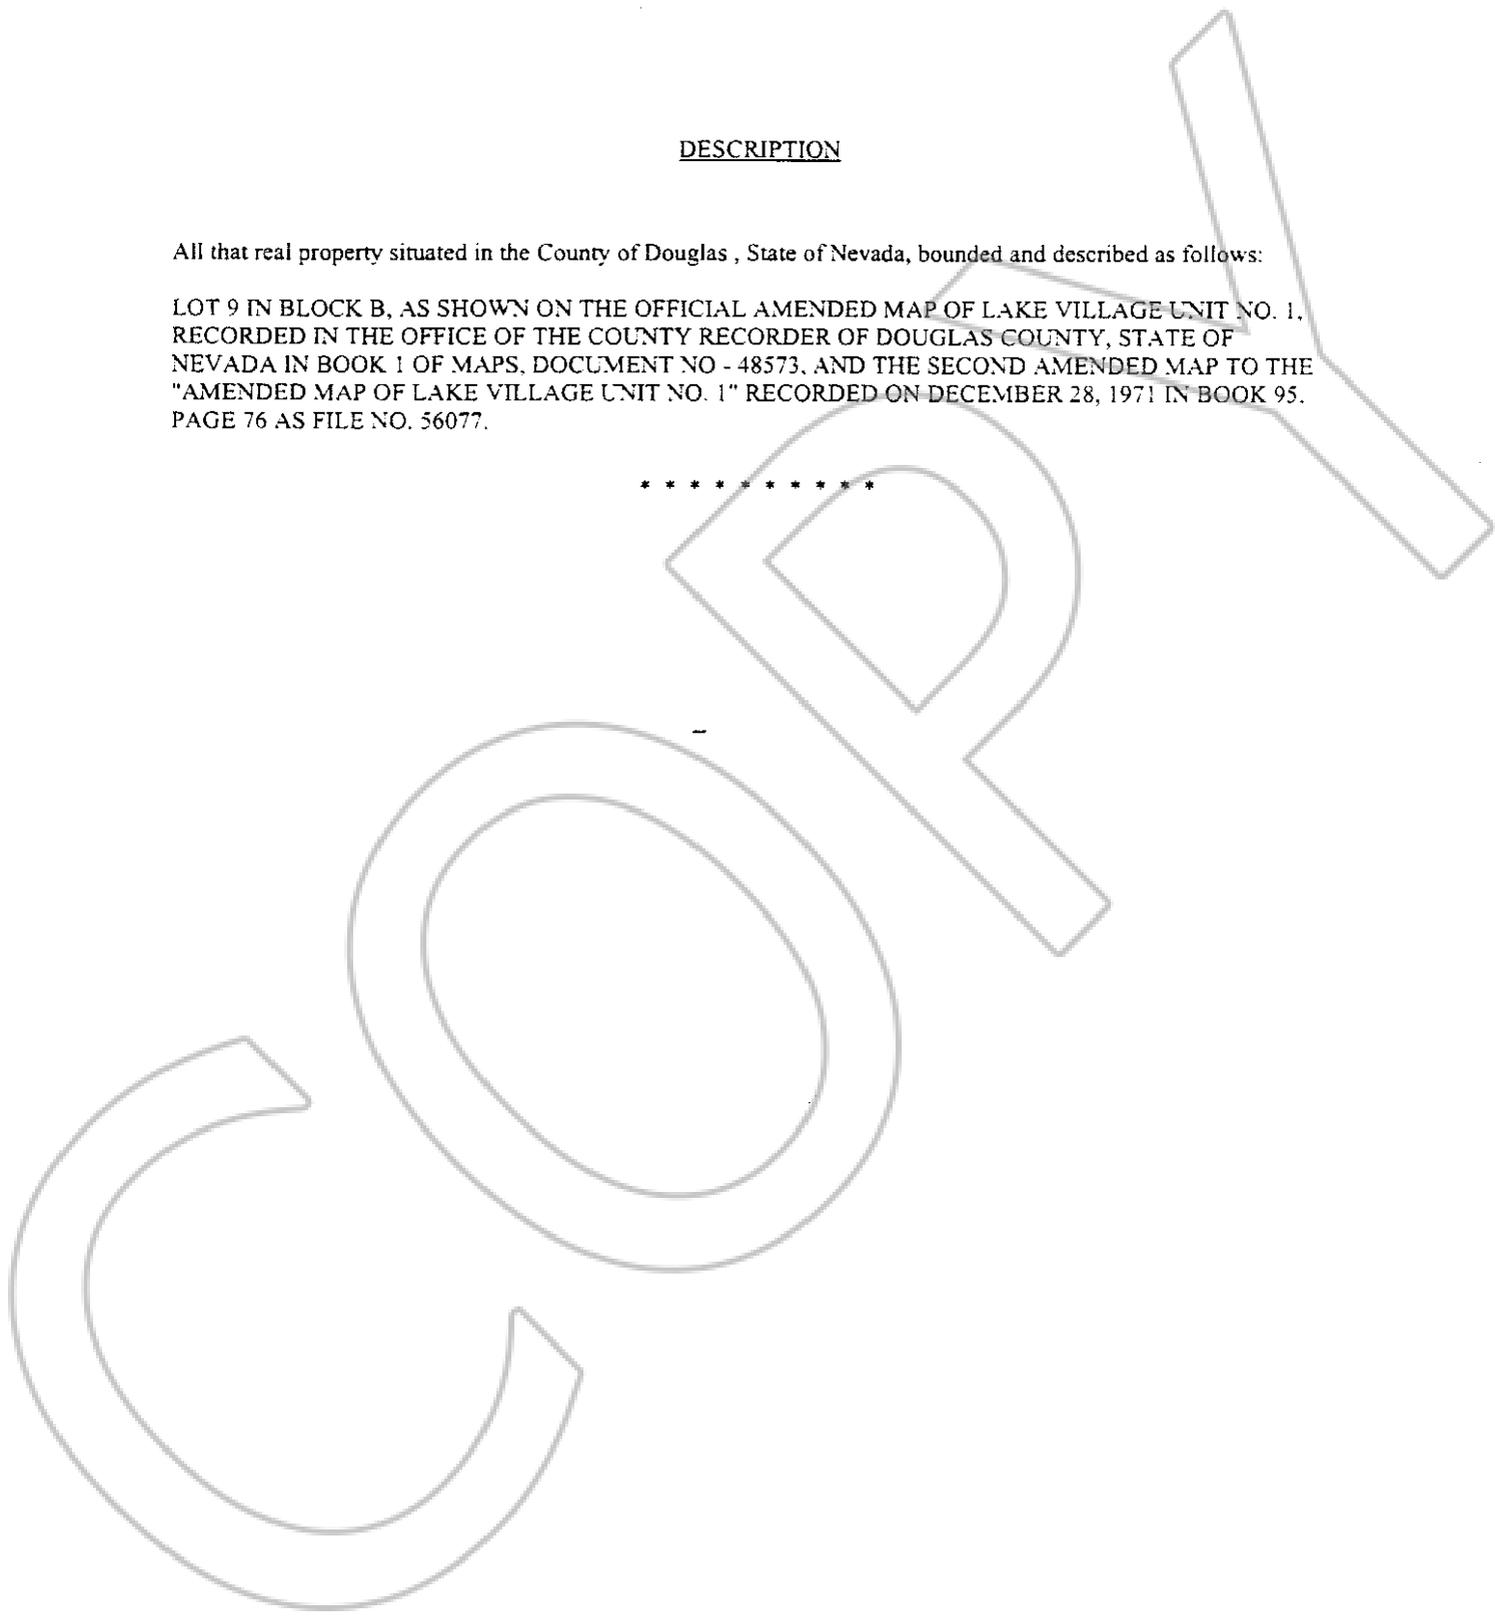 DESCRIPTION
All that real property situated in the County of Douglas , State of Nevada, bounded and described as follows:
LOT 9 IN BLOCK B, AS SHOWN ON THE OFFICIAL AMENDED MAP OF LAKE VILLAGE UNIT NO. 1,
RECORDED IN THE OFFICE OF THE COUNTY RECORDER OF DOUGLAS COUNTY, STATE OF
NEVADA IN BOOK 1 OF MAPS, DOCUMENT NO - 48573, AND THE SECOND AMENDED MAP TO THE
"AMENDED MAP OF LAKE VILLAGE UNIT NO. 1" RECORDED ON DECEMBER 28, 1971 IN BOOK 95,
PAGE 76 AS FILE NO. 56077.
* * * * * * * * * *
COPY